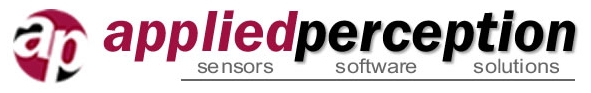 ap appliedperception
sensors software solutions